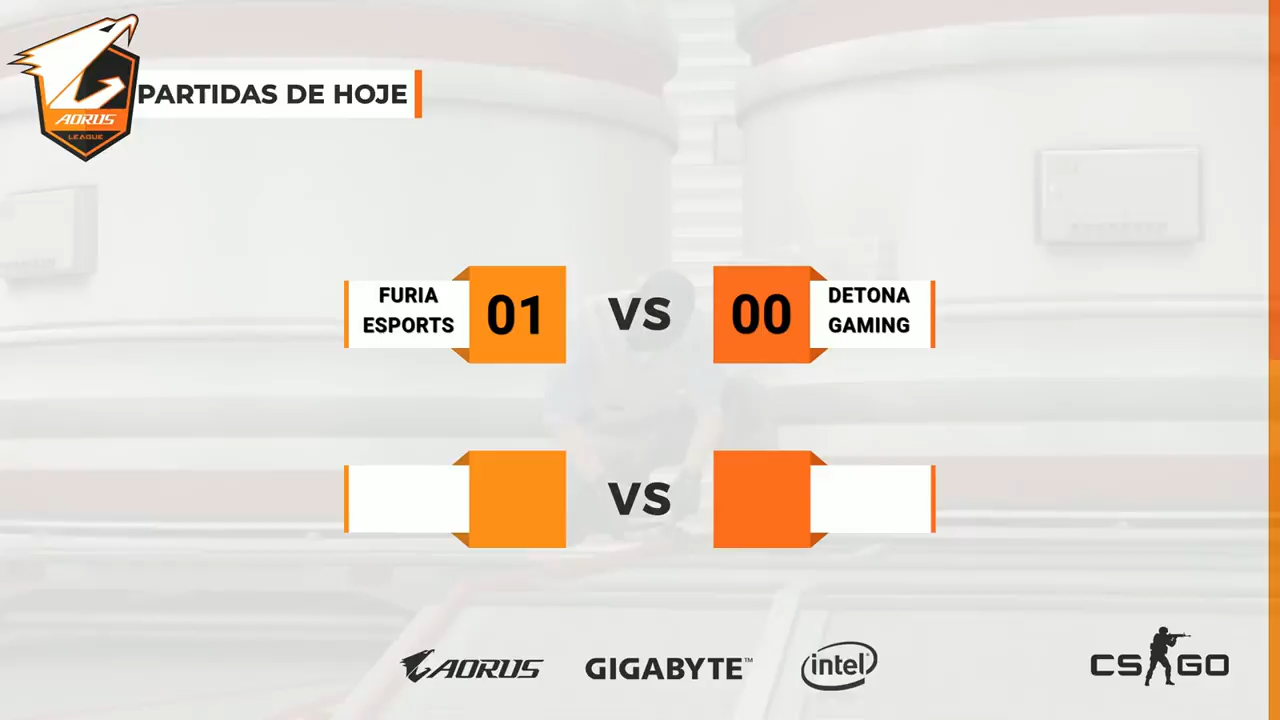 PARTIDAS DE HOJE
AORUS
LEAGUE
FURIA
ESPORTS
01
VS
00
DETONA
GAMING
VS
AORUS
GIGABYTE™
intel
CS GO